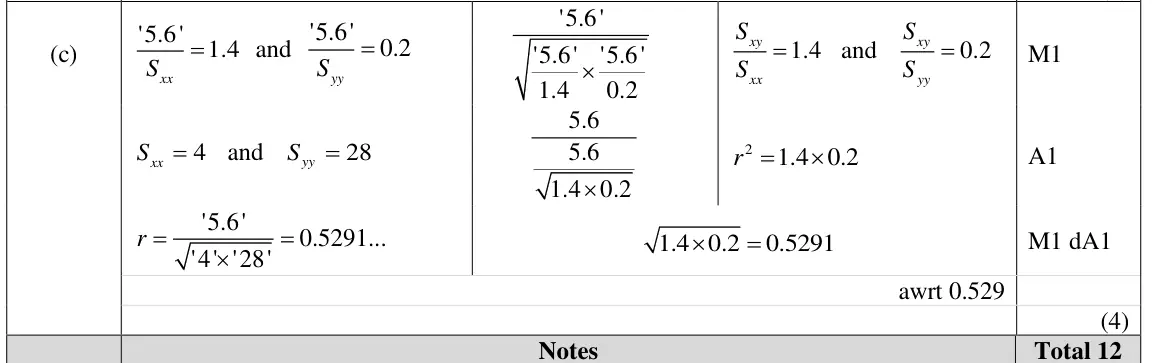 (c) '5.6'/S_xx = 1.4 and '5.6'/S_yy = 0.2 '5.6'/√('5.6'/1.4 × '5.6'/0.2) S_xy/S_xx = 1.4 and S_xy/S_yy = 0.2 M1
S_xx = 4 and S_yy = 28 5.6/(5.6/√(1.4×0.2)) r² = 1.4×0.2 A1
r = '5.6'/√('4'×'28') = 0.5291... √(1.4×0.2) = 0.5291 M1 dA1
awrt 0.529
(4)
Notes Total 12